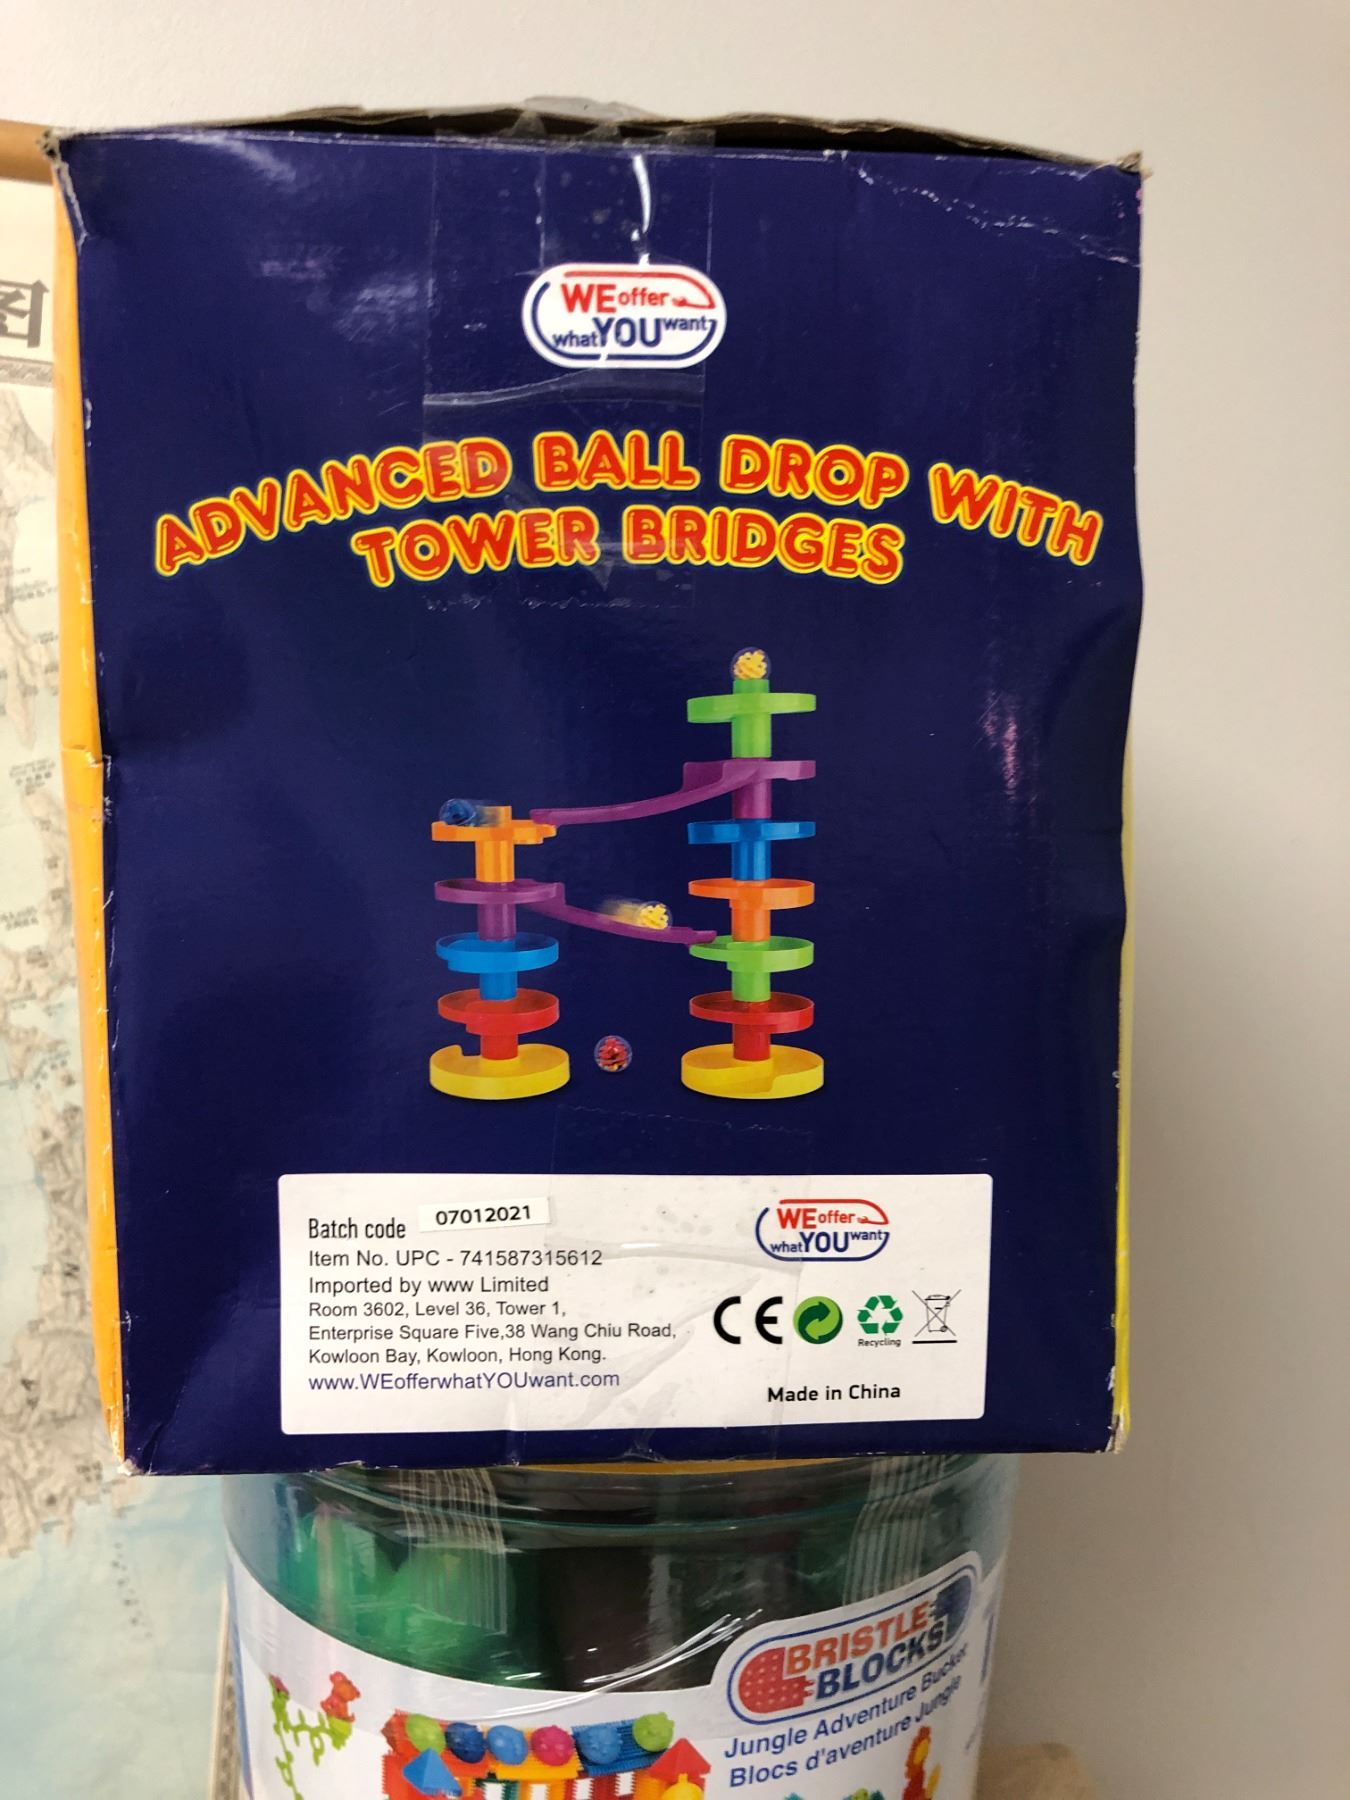 图
WE offer
what YOU want
ADVANCED BALL DROP WITH
TOWER BRIDGES
Batch code 07012021
Item No. UPC - 741587315612
Imported by www Limited
Room 3602, Level 36, Tower 1,
Enterprise Square Five,38 Wang Chiu Road,
Kowloon Bay, Kowloon, Hong Kong.
www.WEofferwhatYOUwant.com
WE offer
what YOU want
CE
Recycling
Made in China
BRISTLE
BLOCKS
Jungle Adventure Bucket
Blocs d'aventure Jungle